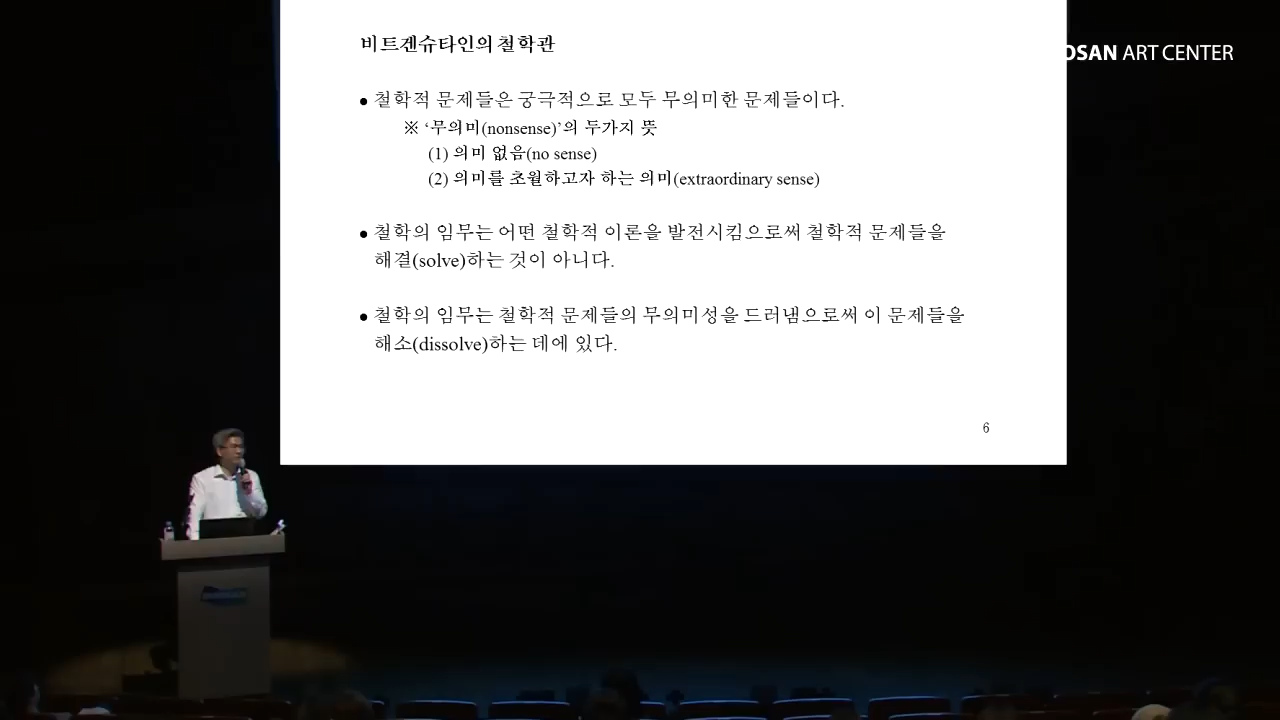 비트겐슈타인의 철학관
OSAN ART CENTER
● 철학적 문제들은 궁극적으로 모두 무의미한 문제들이다.
※ ‘무의미(nonsense)’의 두가지 뜻
(1) 의미 없음(no sense)
(2) 의미를 초월하고자 하는 의미(extraordinary sense)
● 철학의 임무는 어떤 철학적 이론을 발전시킴으로써 철학적 문제들을
해결(solve)하는 것이 아니다.
● 철학의 임무는 철학적 문제들의 무의미성을 드러냄으로써 이 문제들을
해소(dissolve)하는 데에 있다.
6